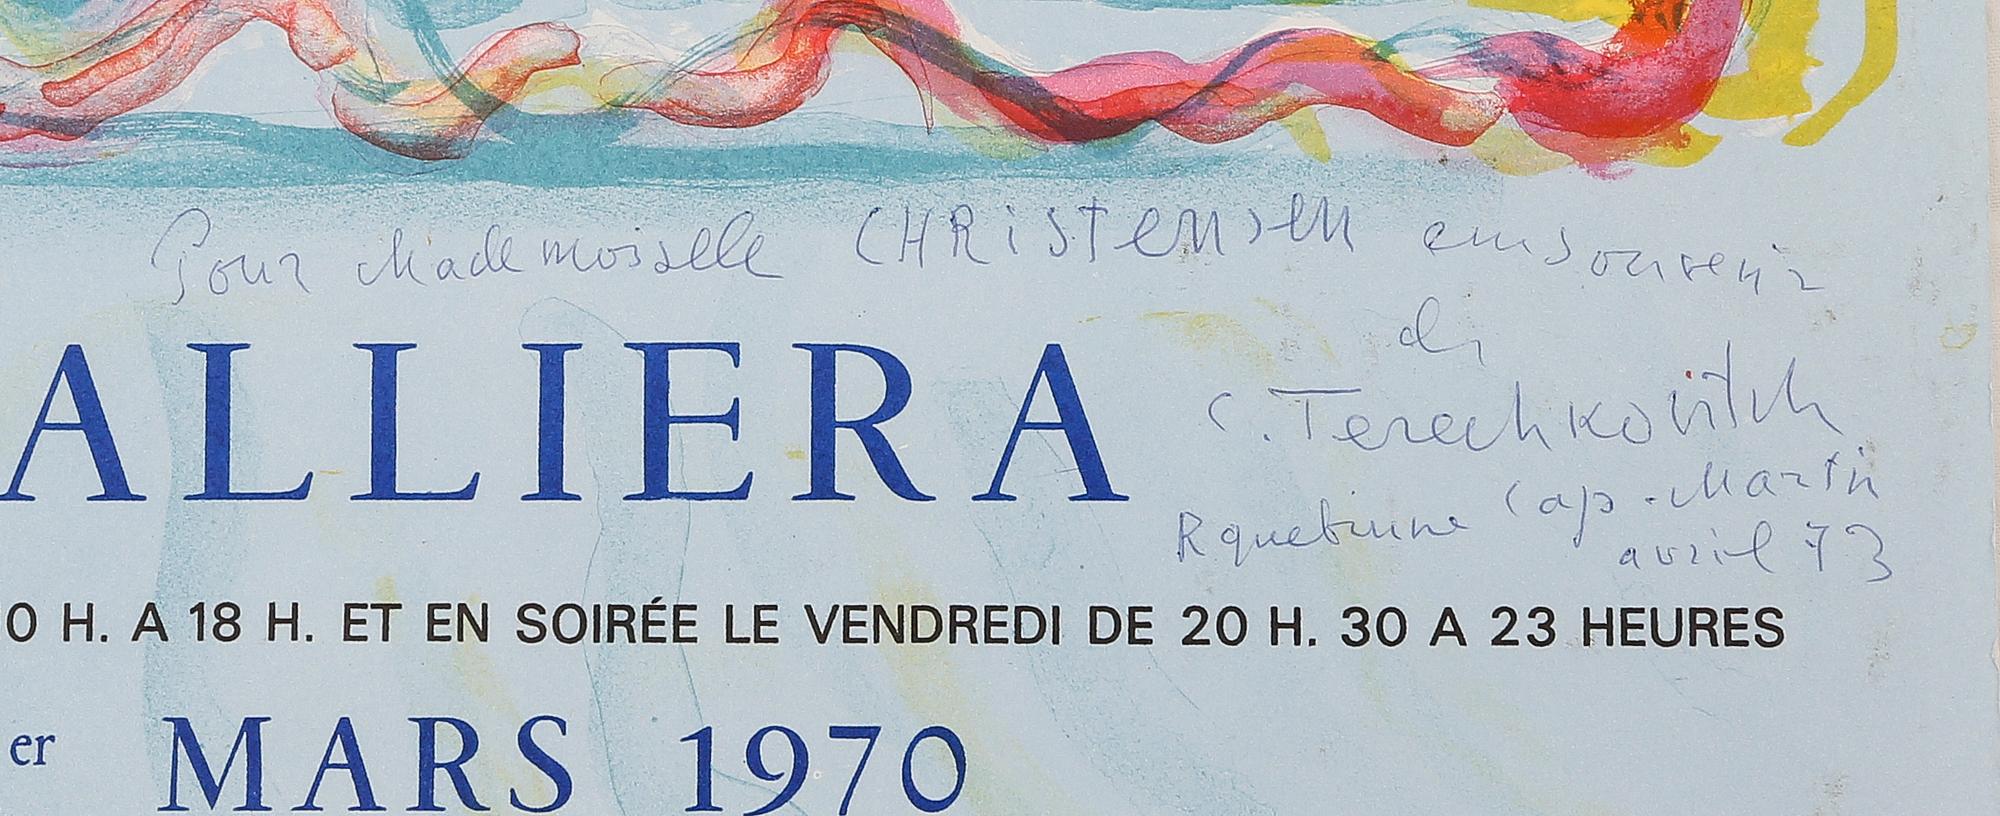 Pour Mademoiselle CHRiSTensen en souvenir
de
C. Terechkovitch
Roquebrune Cap-Martin
avril 73
ALLIERA
0 H. A 18 H. ET EN SOIRÉE LE VENDREDI DE 20 H. 30 A 23 HEURES
er MARS 1970